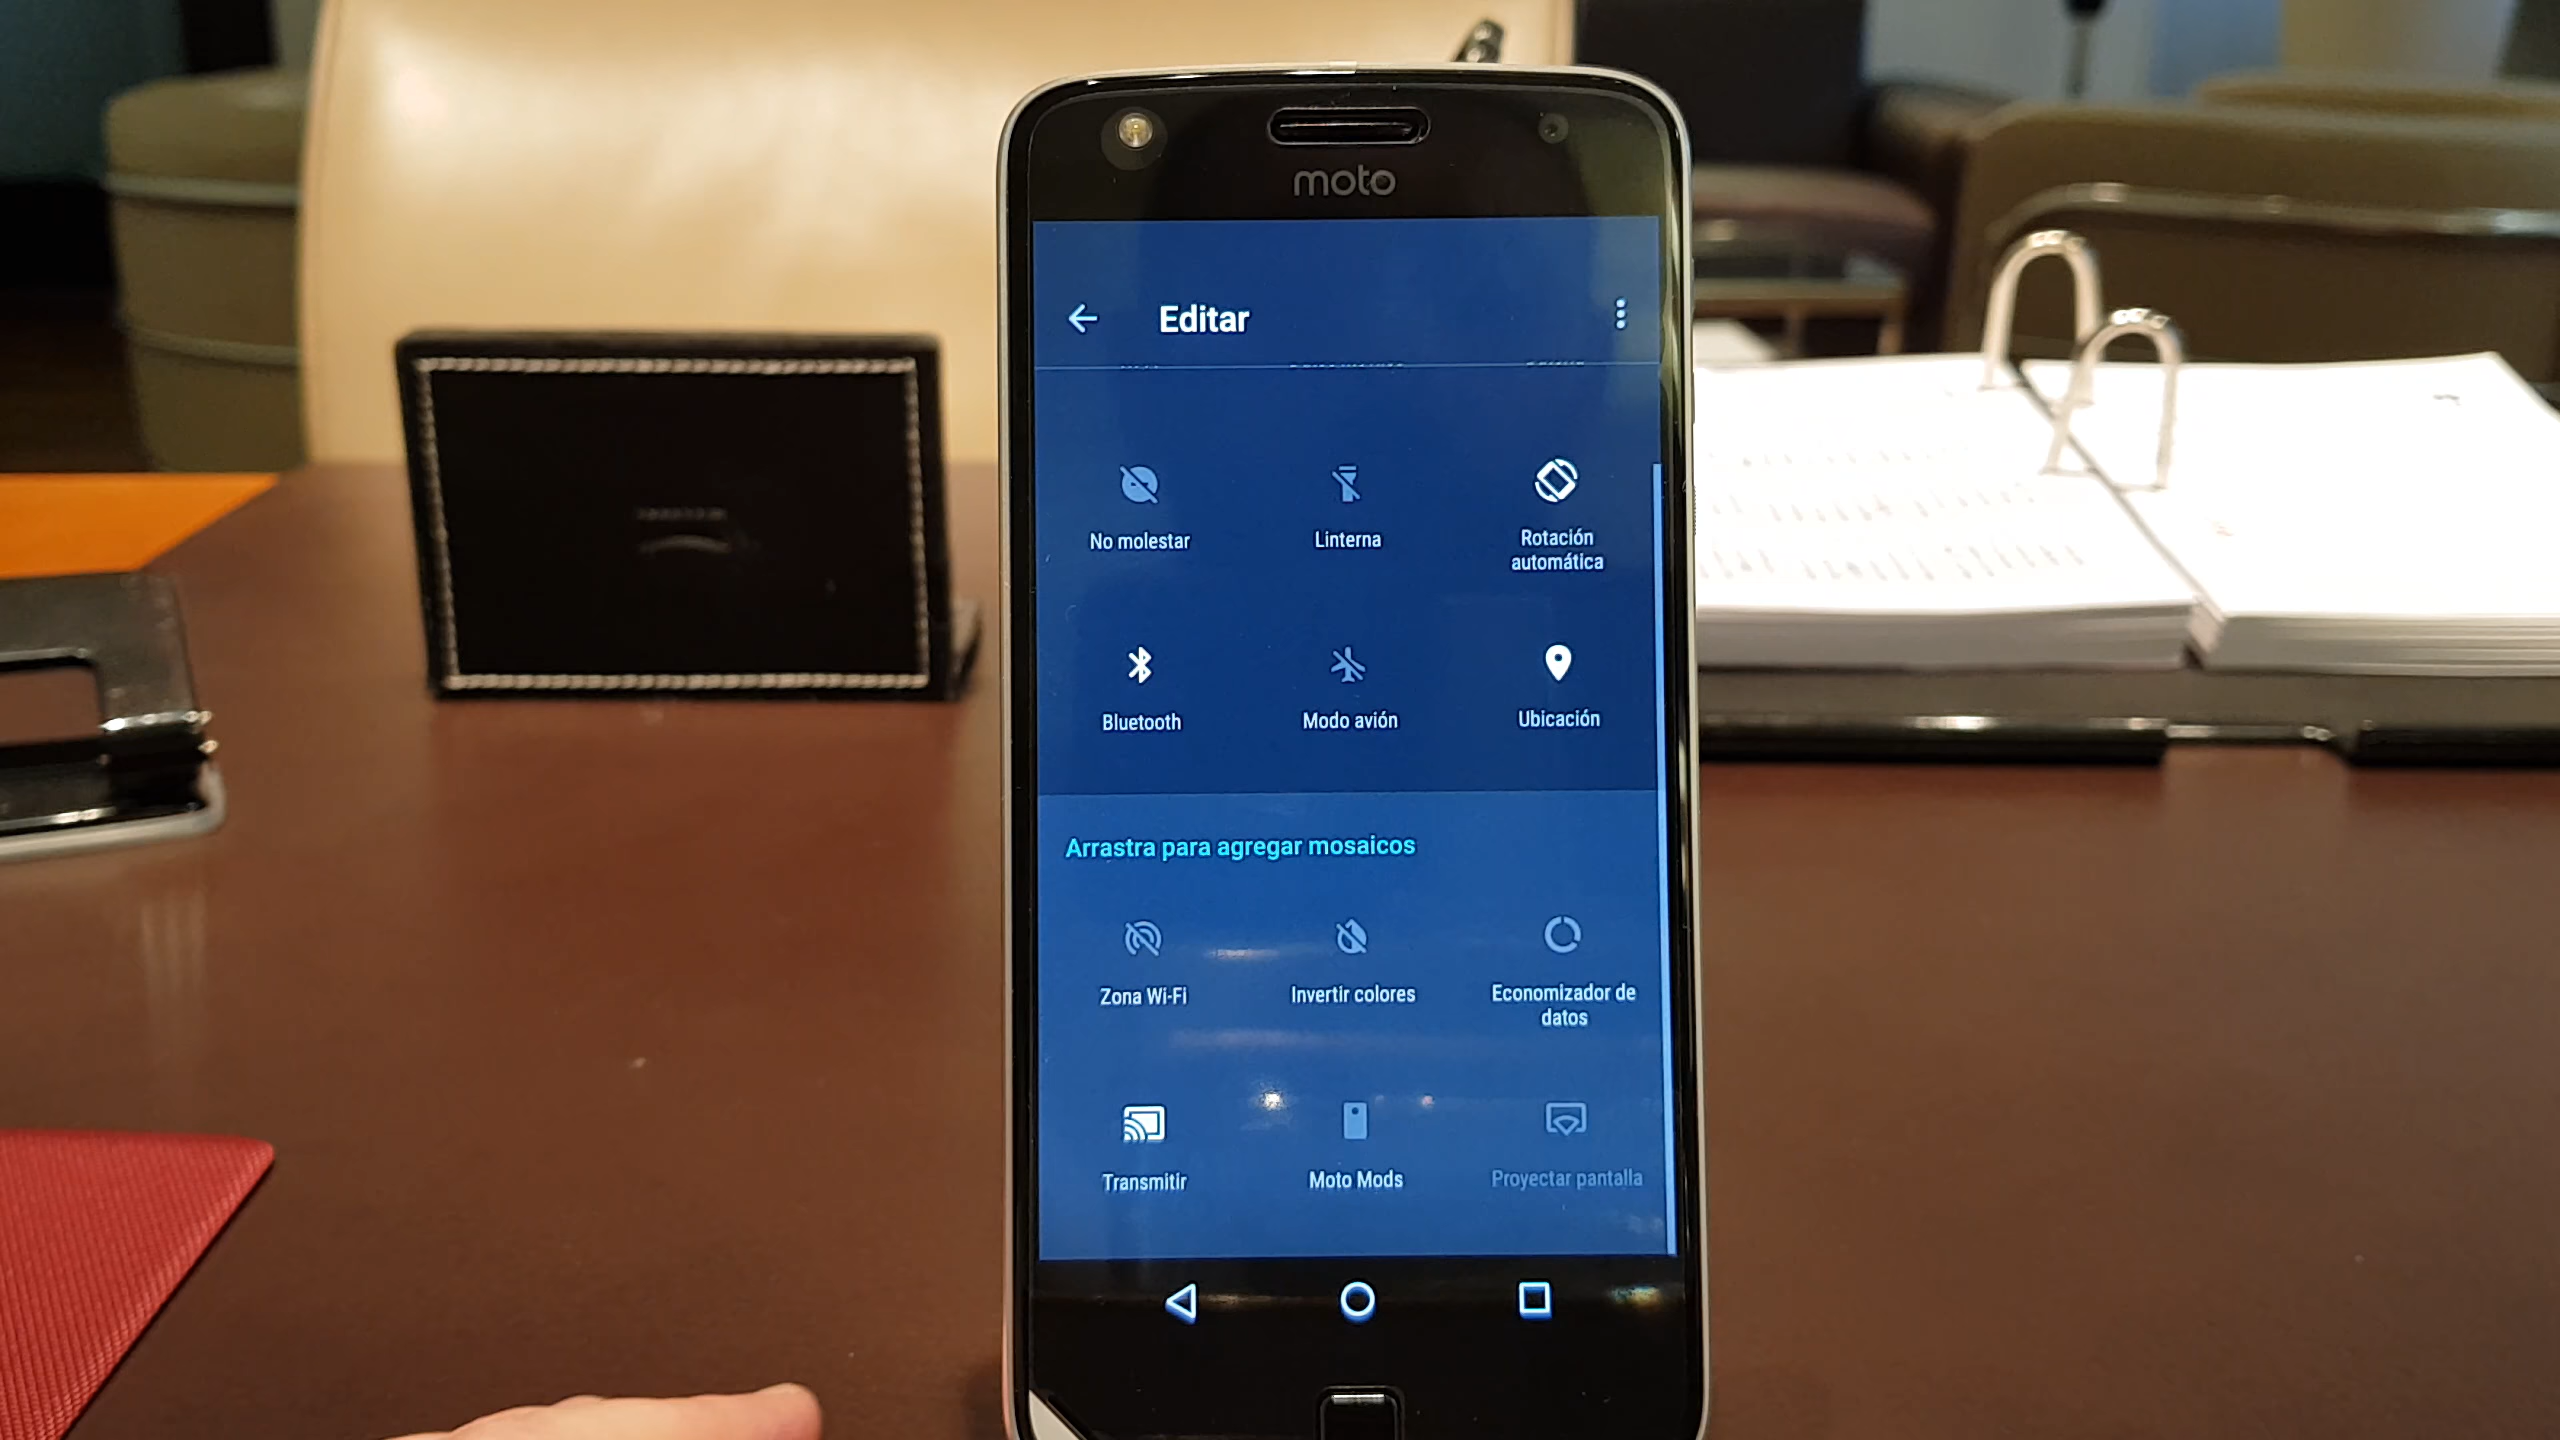 moto
Editar
No molestar
Linterna
Rotación
automática
Bluetooth
Modo avión
Ubicación
Arrastra para agregar mosaicos
Zona Wi-Fi
Invertir colores
Economizador de
datos
Transmitir
Moto Mods
Proyectar pantalla